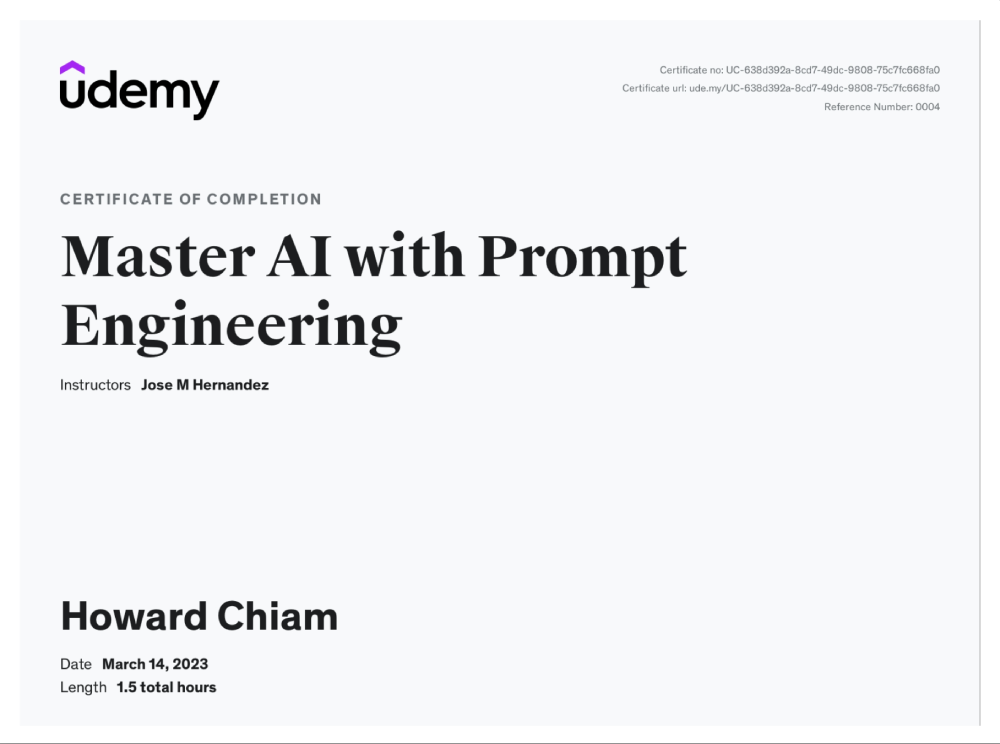 udemy
Certificate no: UC-638d392a-8cd7-49dc-9808-75c7fc668fa0
Certificate url: ude.my/UC-638d392a-8cd7-49dc-9808-75c7fc668fa0
Reference Number: 0004
CERTIFICATE OF COMPLETION
Master AI with Prompt
Engineering
Instructors Jose M Hernandez
Howard Chiam
Date March 14, 2023
Length 1.5 total hours